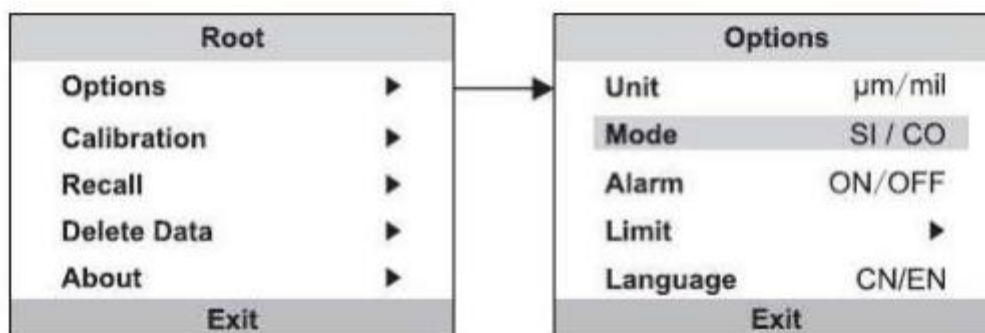 Root
Options ▶
Calibration ▶
Recall ▶
Delete Data ▶
About ▶
Exit
Options
Unit μm/mil
Mode SI / CO
Alarm ON/OFF
Limit ▶
Language CN/EN
Exit